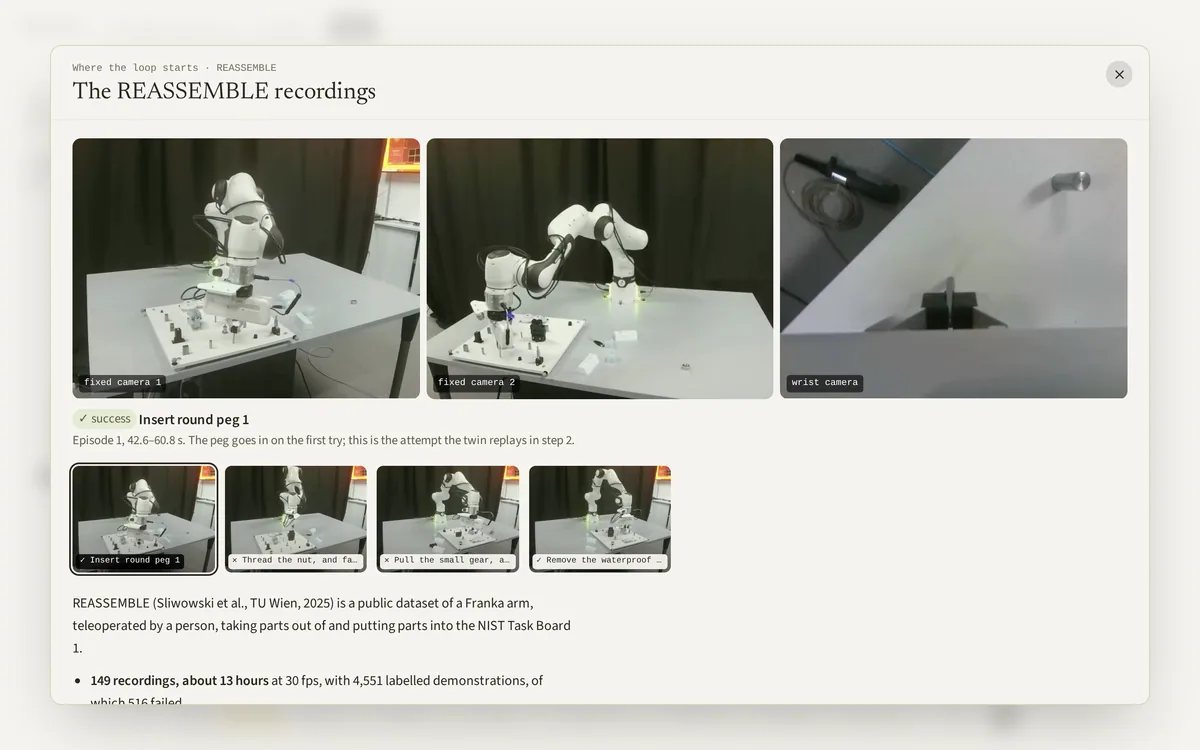 Where the loop starts · REASSEMBLE
The REASSEMBLE recordings
fixed camera 1
fixed camera 2
wrist camera
✓ success Insert round peg 1
Episode 1, 42.6–60.8 s. The peg goes in on the first try; this is the attempt the twin replays in step 2.
✓ Insert round peg 1
× Thread the nut, and fa…
× Pull the small gear, a…
✓ Remove the waterproof …
REASSEMBLE (Sliwowski et al., TU Wien, 2025) is a public dataset of a Franka arm,
teleoperated by a person, taking parts out of and putting parts into the NIST Task Board
1.
• 149 recordings, about 13 hours at 30 fps, with 4,551 labelled demonstrations, of
which 516 failed